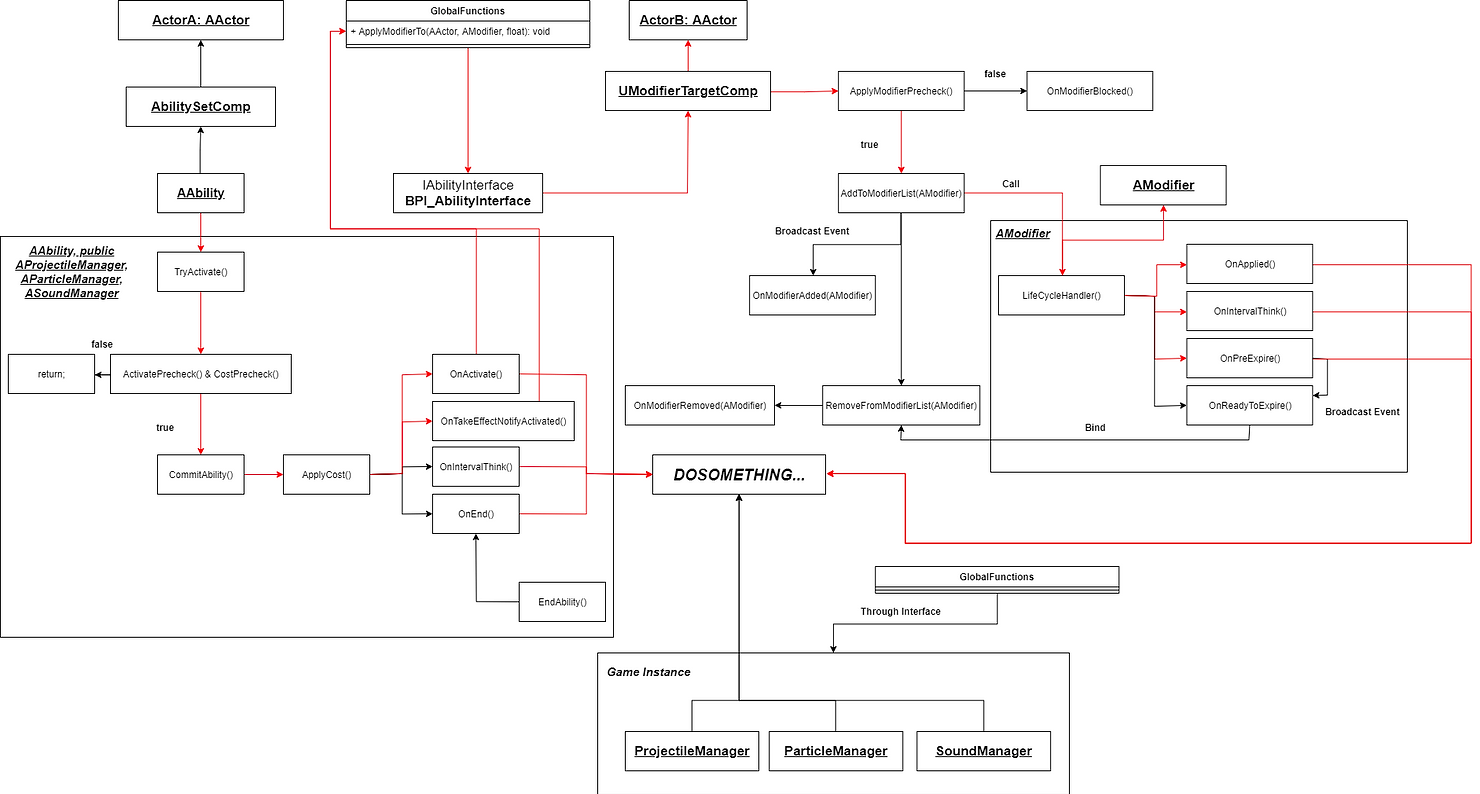 ActorA: AActor
GlobalFunctions
+ ApplyModifierTo(AActor, AModifier, float): void
ActorB: AActor
AbilitySetComp
UModifierTargetComp
ApplyModifierPrecheck()
false
OnModifierBlocked()
true
AAbility
IAbilityInterface
BPI_AbilityInterface
AddToModifierList(AModifier)
Call
AModifier
Broadcast Event
OnModifierAdded(AModifier)
AModifier
LifeCycleHandler()
OnApplied()
OnIntervalThink()
OnPreExpire()
OnReadyToExpire()
Broadcast Event
Bind
OnModifierRemoved(AModifier)
RemoveFromModifierList(AModifier)
AAbility, public
AProjectileManager,
AParticleManager,
ASoundManager
TryActivate()
false
return;
ActivatePrecheck() & CostPrecheck()
true
CommitAbility()
ApplyCost()
OnActivate()
OnTakeEffectNotifyActivated()
OnIntervalThink()
OnEnd()
EndAbility()
DOSOMETHING...
GlobalFunctions
Through Interface
Game Instance
ProjectileManager
ParticleManager
SoundManager